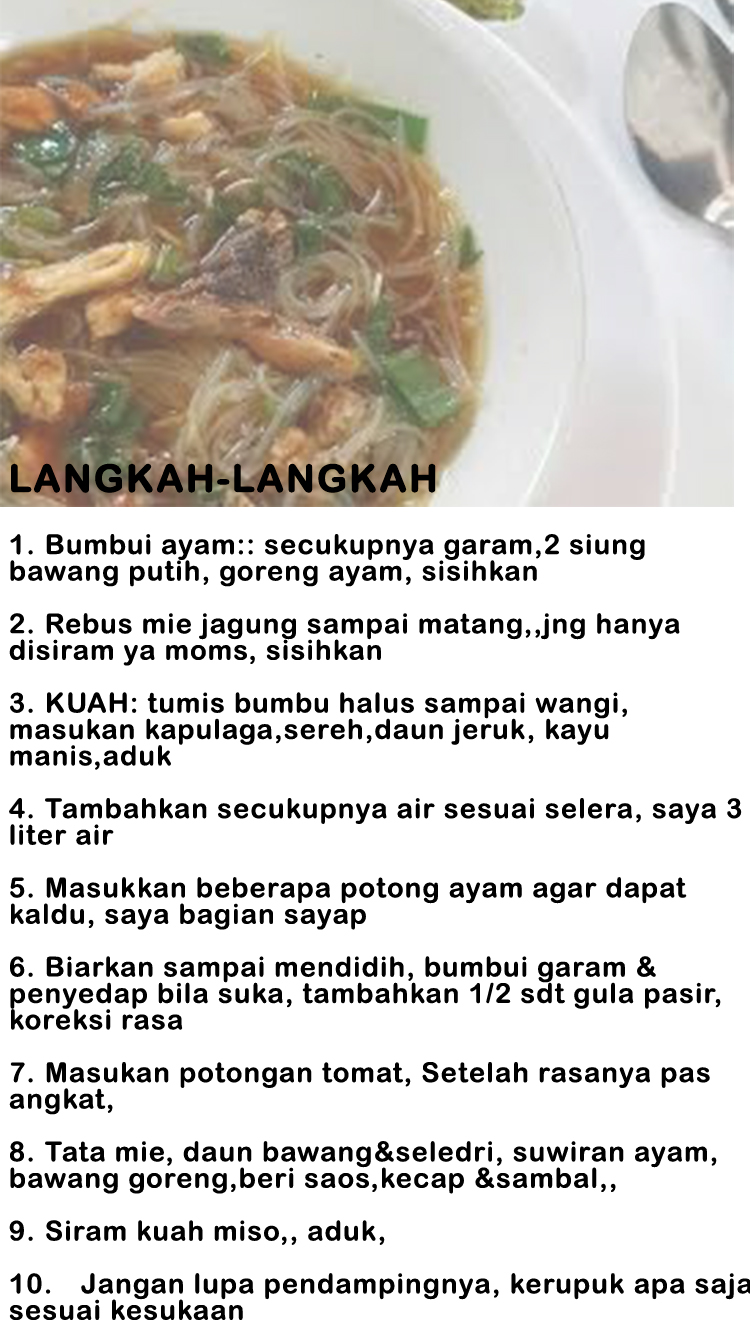 LANGKAH-LANGKAH
1. Bumbui ayam:: secukupnya garam,2 siung
bawang putih, goreng ayam, sisihkan
2. Rebus mie jagung sampai matang,,jng hanya
disiram ya moms, sisihkan
3. KUAH: tumis bumbu halus sampai wangi,
masukan kapulaga,sereh,daun jeruk, kayu
manis,aduk
4. Tambahkan secukupnya air sesuai selera, saya 3
liter air
5. Masukkan beberapa potong ayam agar dapat
kaldu, saya bagian sayap
6. Biarkan sampai mendidih, bumbui garam &
penyedap bila suka, tambahkan 1/2 sdt gula pasir,
koreksi rasa
7. Masukan potongan tomat, Setelah rasanya pas
angkat,
8. Tata mie, daun bawang&seledri, suwiran ayam,
bawang goreng,beri saos,kecap &sambal,,
9. Siram kuah miso,, aduk,
10. Jangan lupa pendampingnya, kerupuk apa saja
sesuai kesukaan